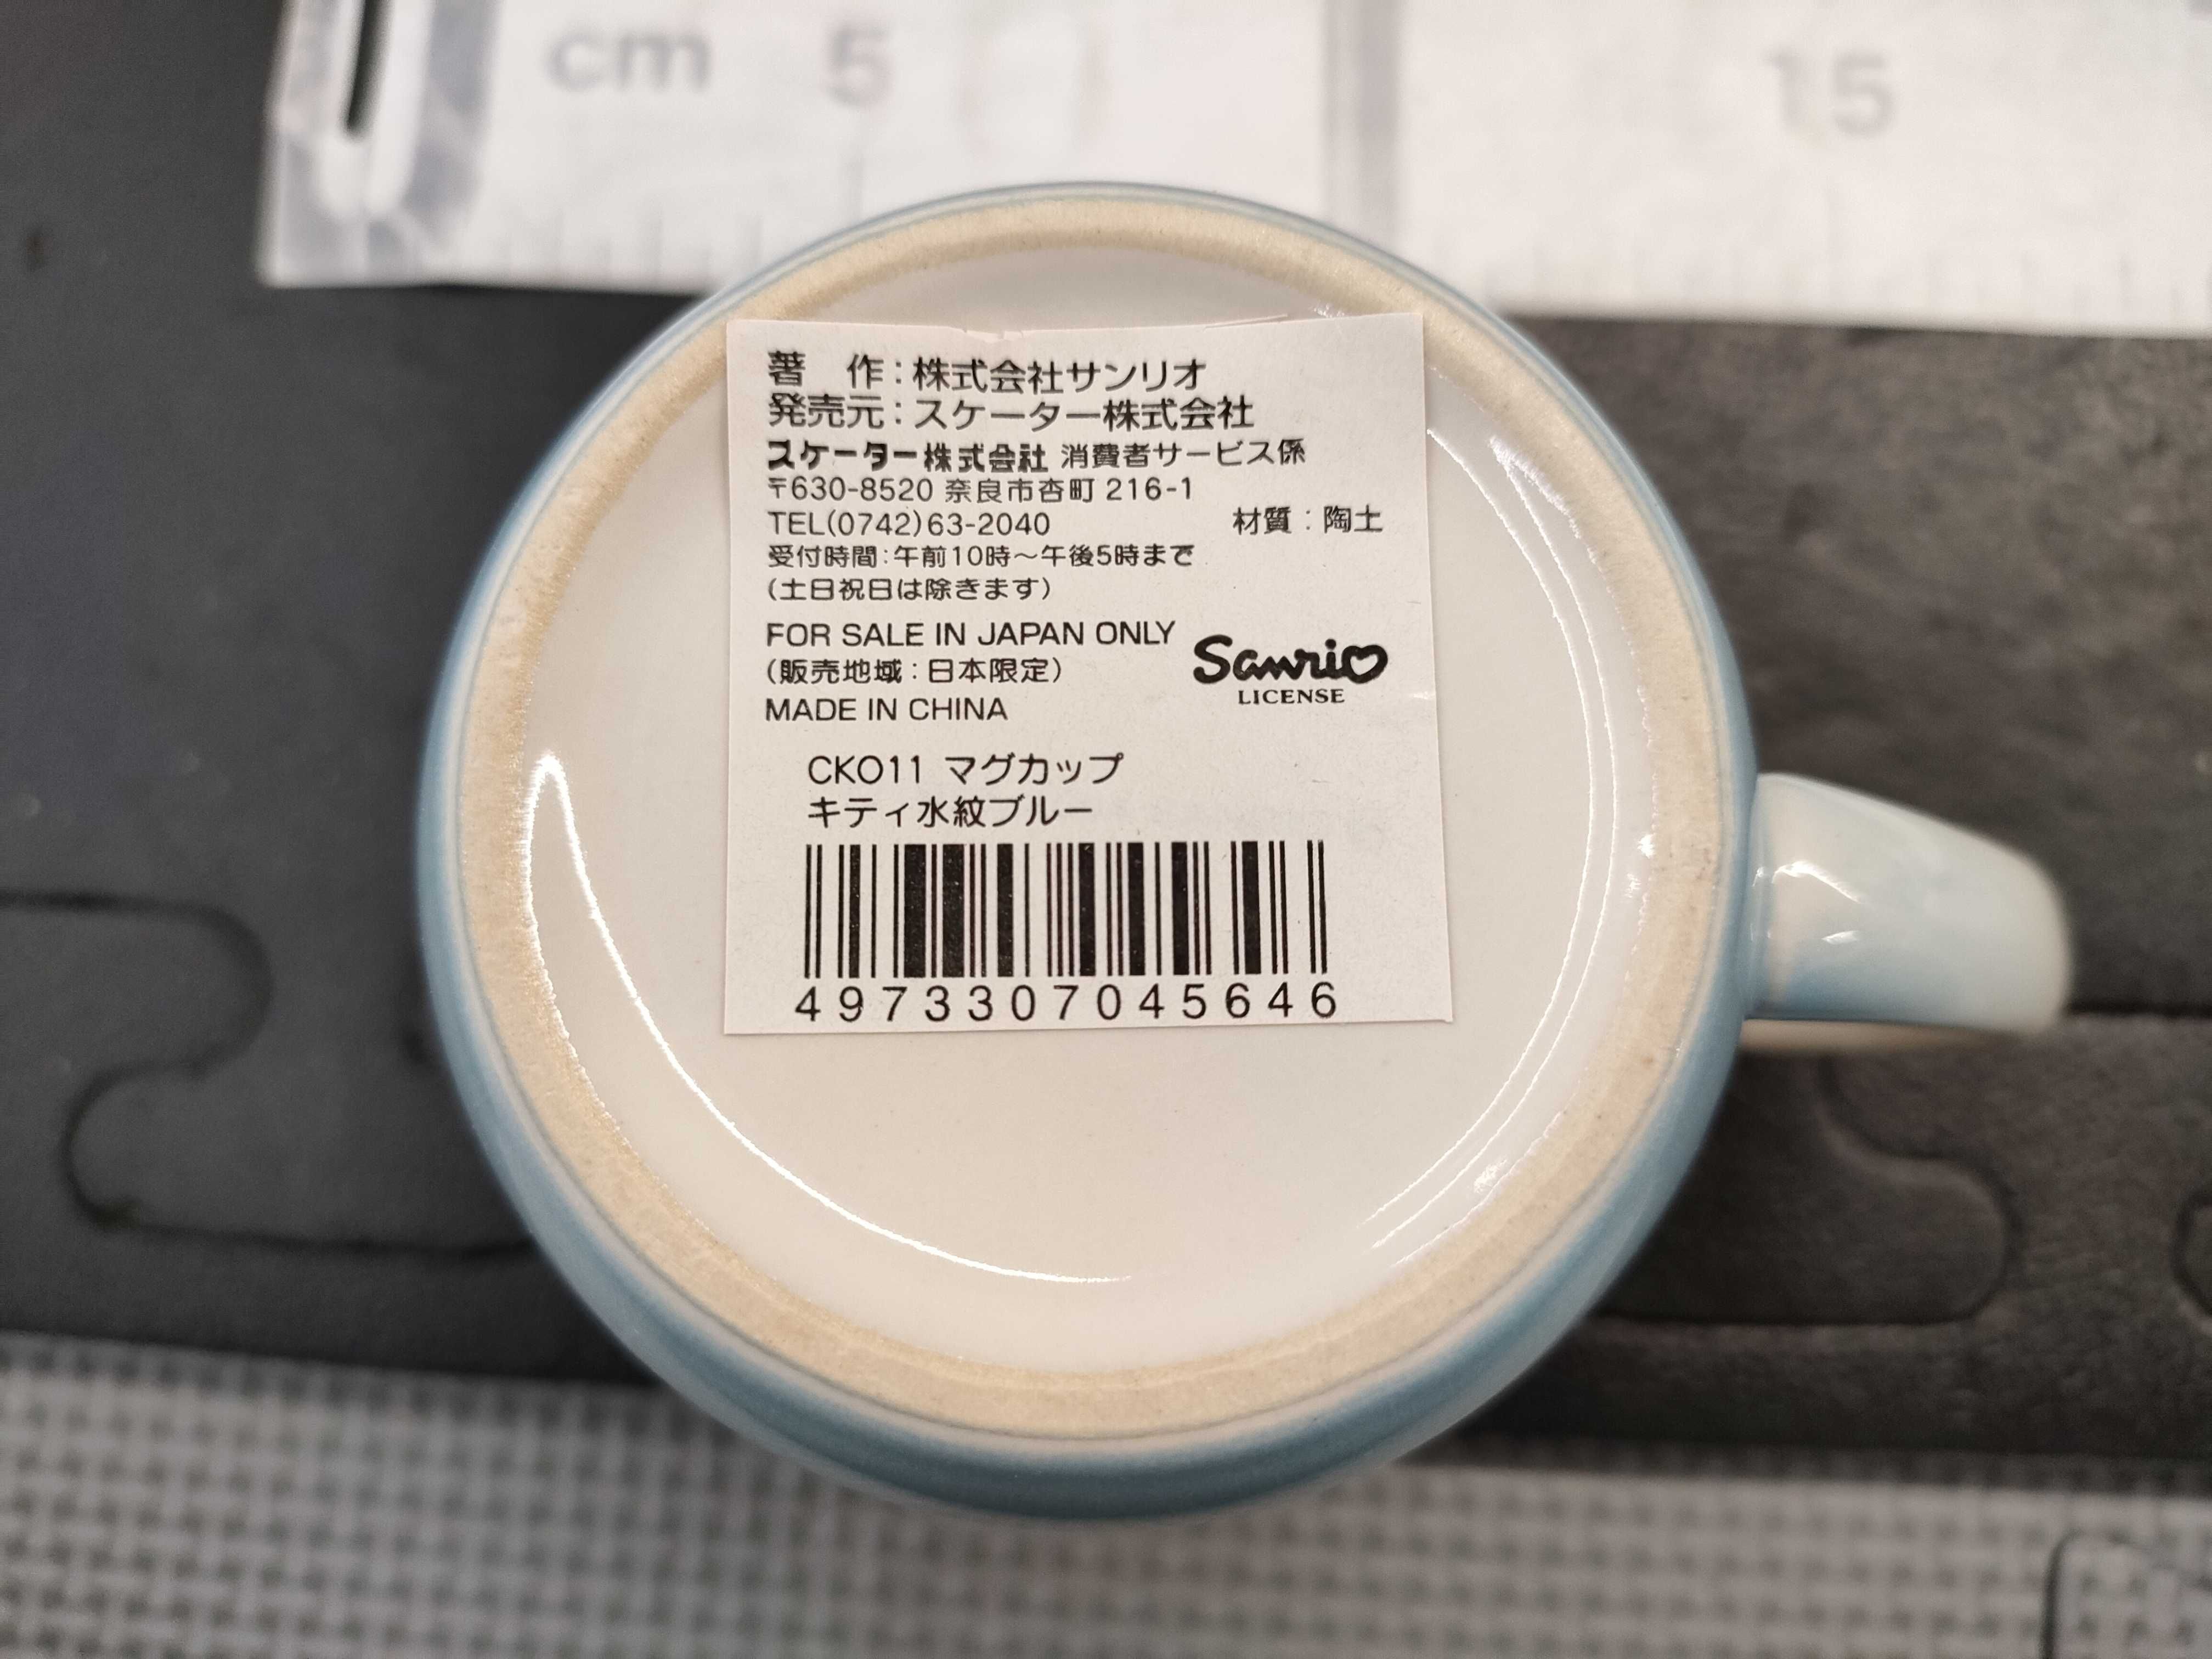 cm 5 15
著　作：株式会社サンリオ
発売元：スケーター株式会社
スケーター株式会社 消費者サービス係
〒630-8520 奈良市杏町 216-1
TEL(0742)63-2040 材質：陶土
受付時間：午前10時～午後5時まで
(土日祝日は除きます)
FOR SALE IN JAPAN ONLY
(販売地域：日本限定)
Sanrio
LICENSE
MADE IN CHINA
CKO11 マグカップ
キティ水紋ブルー
4973307045646